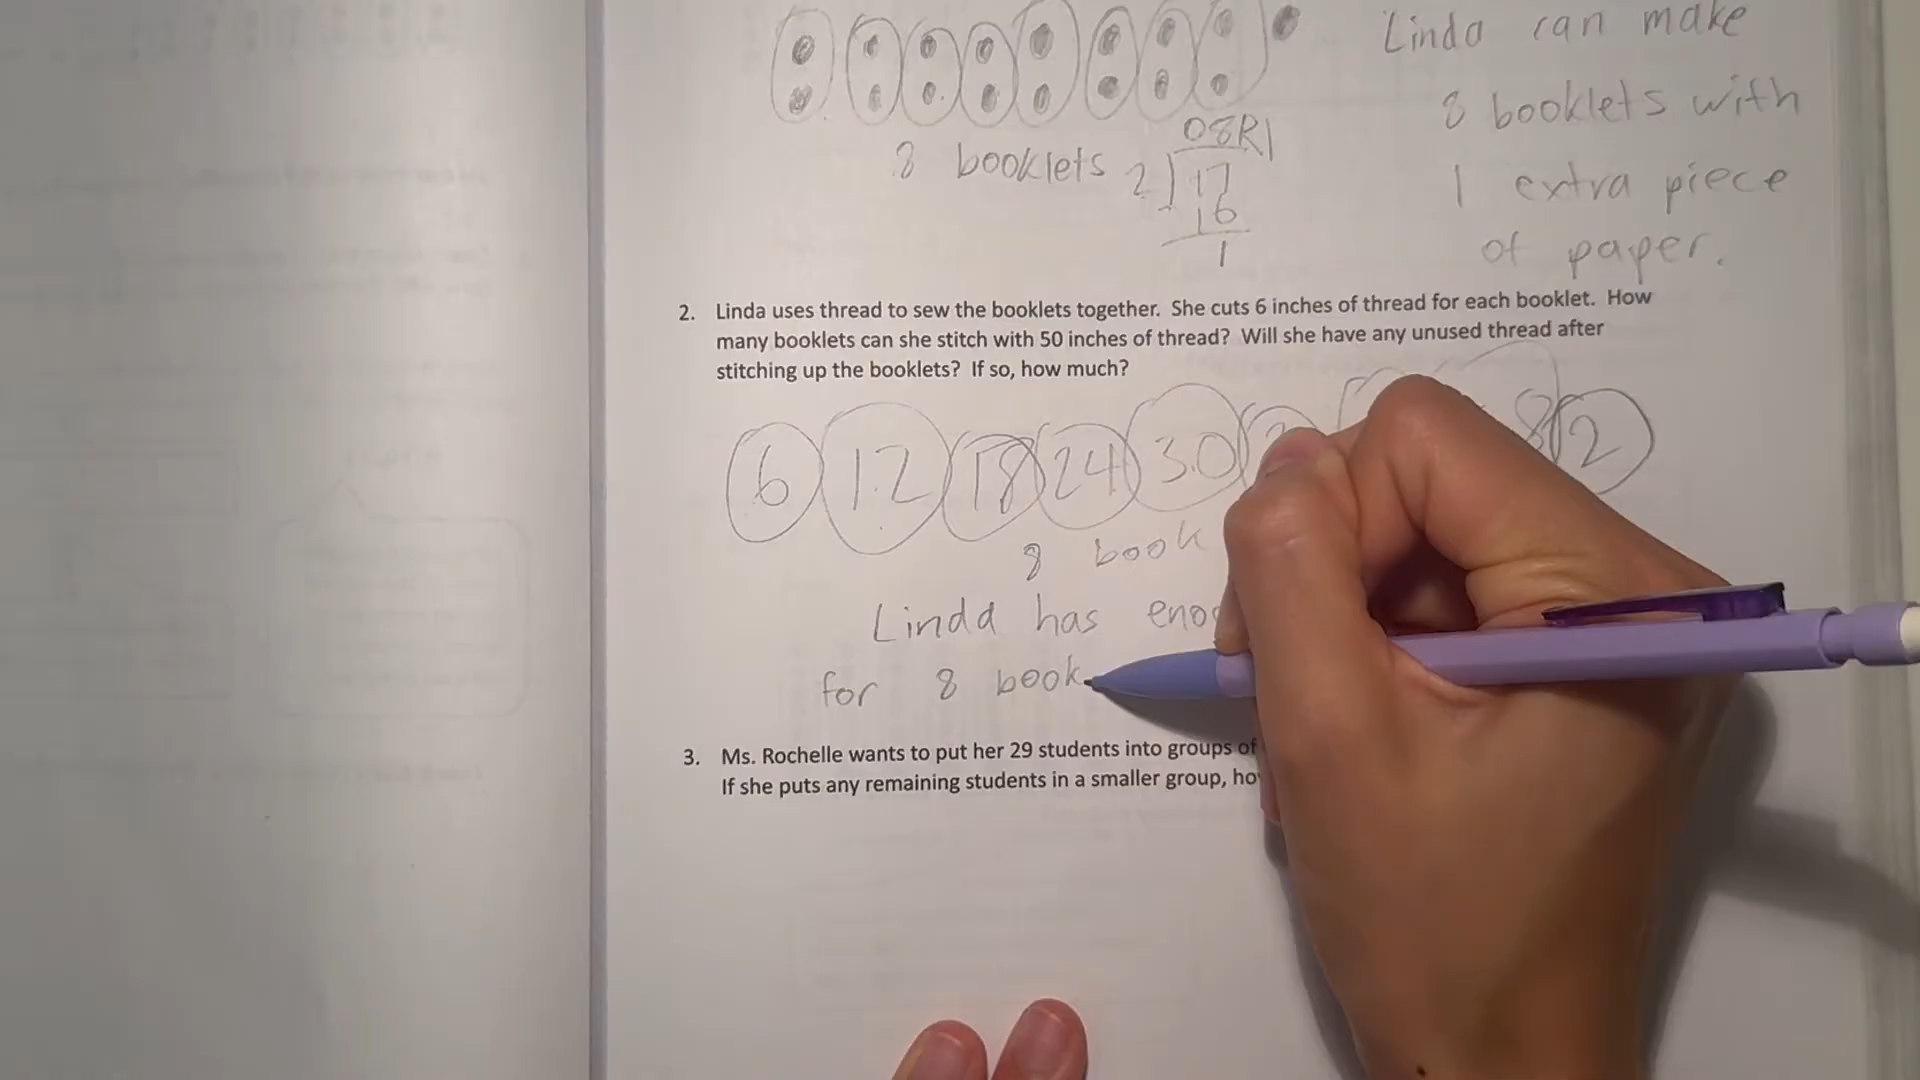 Linda can make
8 booklets with
1 extra piece
of paper.
8 booklets
08R1
2 17
16
1
2. Linda uses thread to sew the booklets together. She cuts 6 inches of thread for each booklet. How
many booklets can she stitch with 50 inches of thread? Will she have any unused thread after
stitching up the booklets? If so, how much?
6 12 18 24 30 8 2
8 book
Linda has
for 8 book
3. Ms. Rochelle wants to put her 29 students into groups of
If she puts any remaining students in a smaller group,